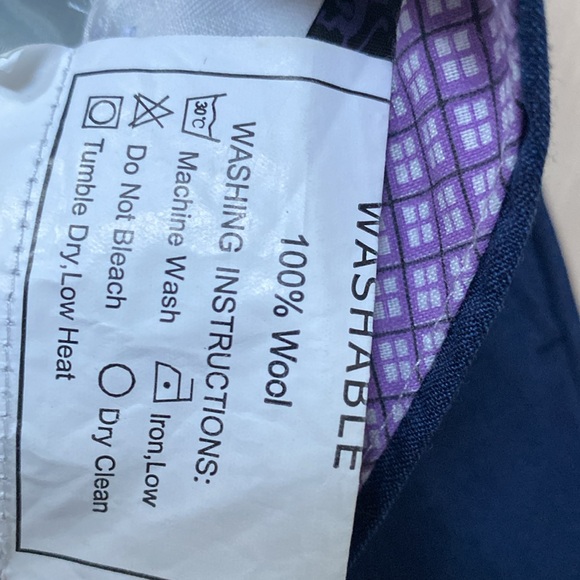 WASHABLE
100% Wool
WASHING INSTRUCTIONS:
30°C Machine Wash Iron,Low
Do Not Bleach Dry Clean
Tumble Dry,Low Heat